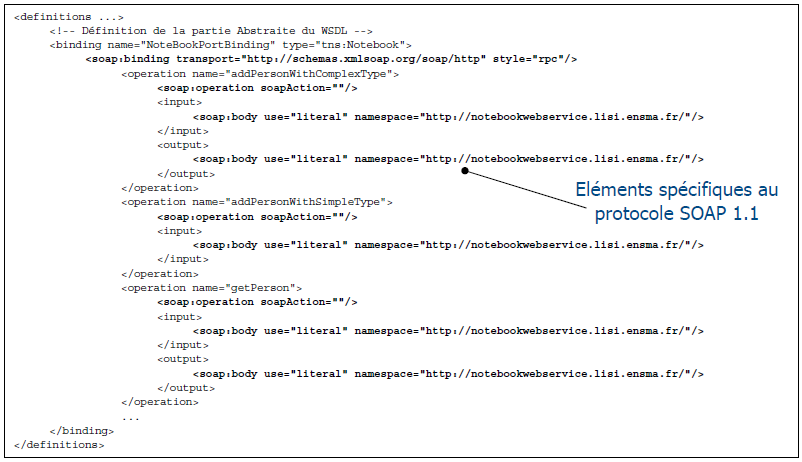 <definitions ...>
<!-- Définition de la partie Abstraite du WSDL -->
<binding name="NoteBookPortBinding" type="tns:Notebook">
<soap:binding transport="http://schemas.xmlsoap.org/soap/http" style="rpc"/>
<operation name="addPersonWithComplexType">
<soap:operation soapAction=""/>
<input>
<soap:body use="literal" namespace="http://notebookwebservice.lisi.ensma.fr/"/>
</input>
<output>
<soap:body use="literal" namespace="http://notebookwebservice.lisi.ensma.fr/"/>
</output>
</operation>
<operation name="addPersonWithSimpleType">
<soap:operation soapAction=""/>
<input>
<soap:body use="literal" namespace="http://notebookwebservice.lisi.ensma.fr/"/>
</input>
</operation>
<operation name="getPerson">
<soap:operation soapAction=""/>
<input>
<soap:body use="literal" namespace="http://notebookwebservice.lisi.ensma.fr/"/>
</input>
<output>
<soap:body use="literal" namespace="http://notebookwebservice.lisi.ensma.fr/"/>
</output>
</operation>
...
</binding>
</definitions>
Eléments spécifiques au
protocole SOAP 1.1